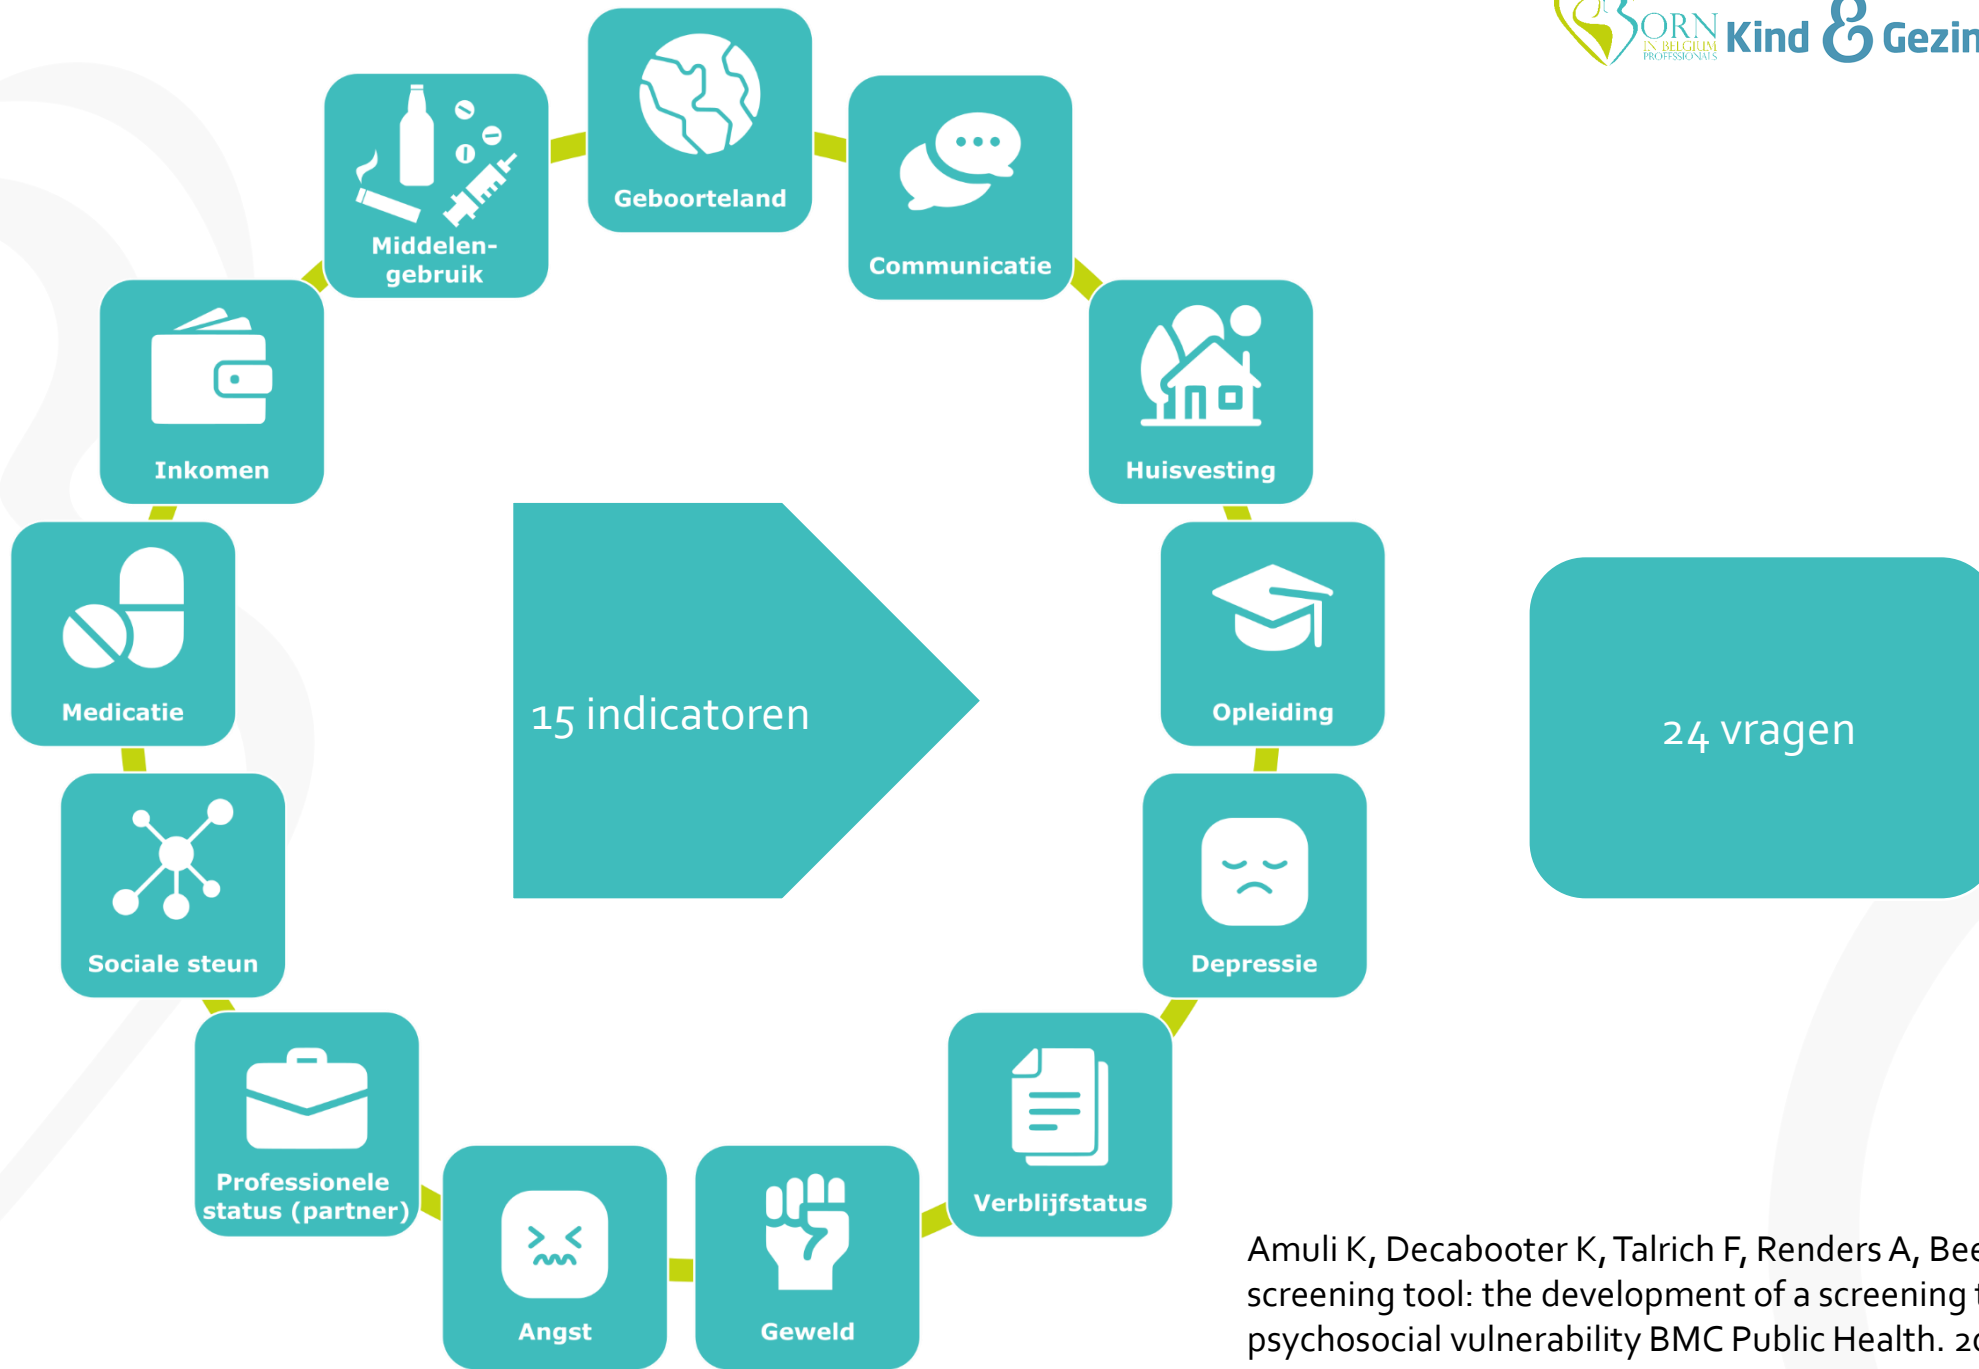 BORN
IN BELGIUM
PROFESSIONALS
Kind & Gezin
Geboorteland
Communicatie
Middelen-
gebruik
Inkomen
Huisvesting
Medicatie
15 indicatoren
Opleiding
24 vragen
Sociale steun
Depressie
Professionele
status (partner)
Verblijfstatus
Angst
Geweld
Amuli K, Decabooter K, Talrich F, Renders A,
screening tool: the development of a screening
psychosocial vulnerability BMC Public Health.